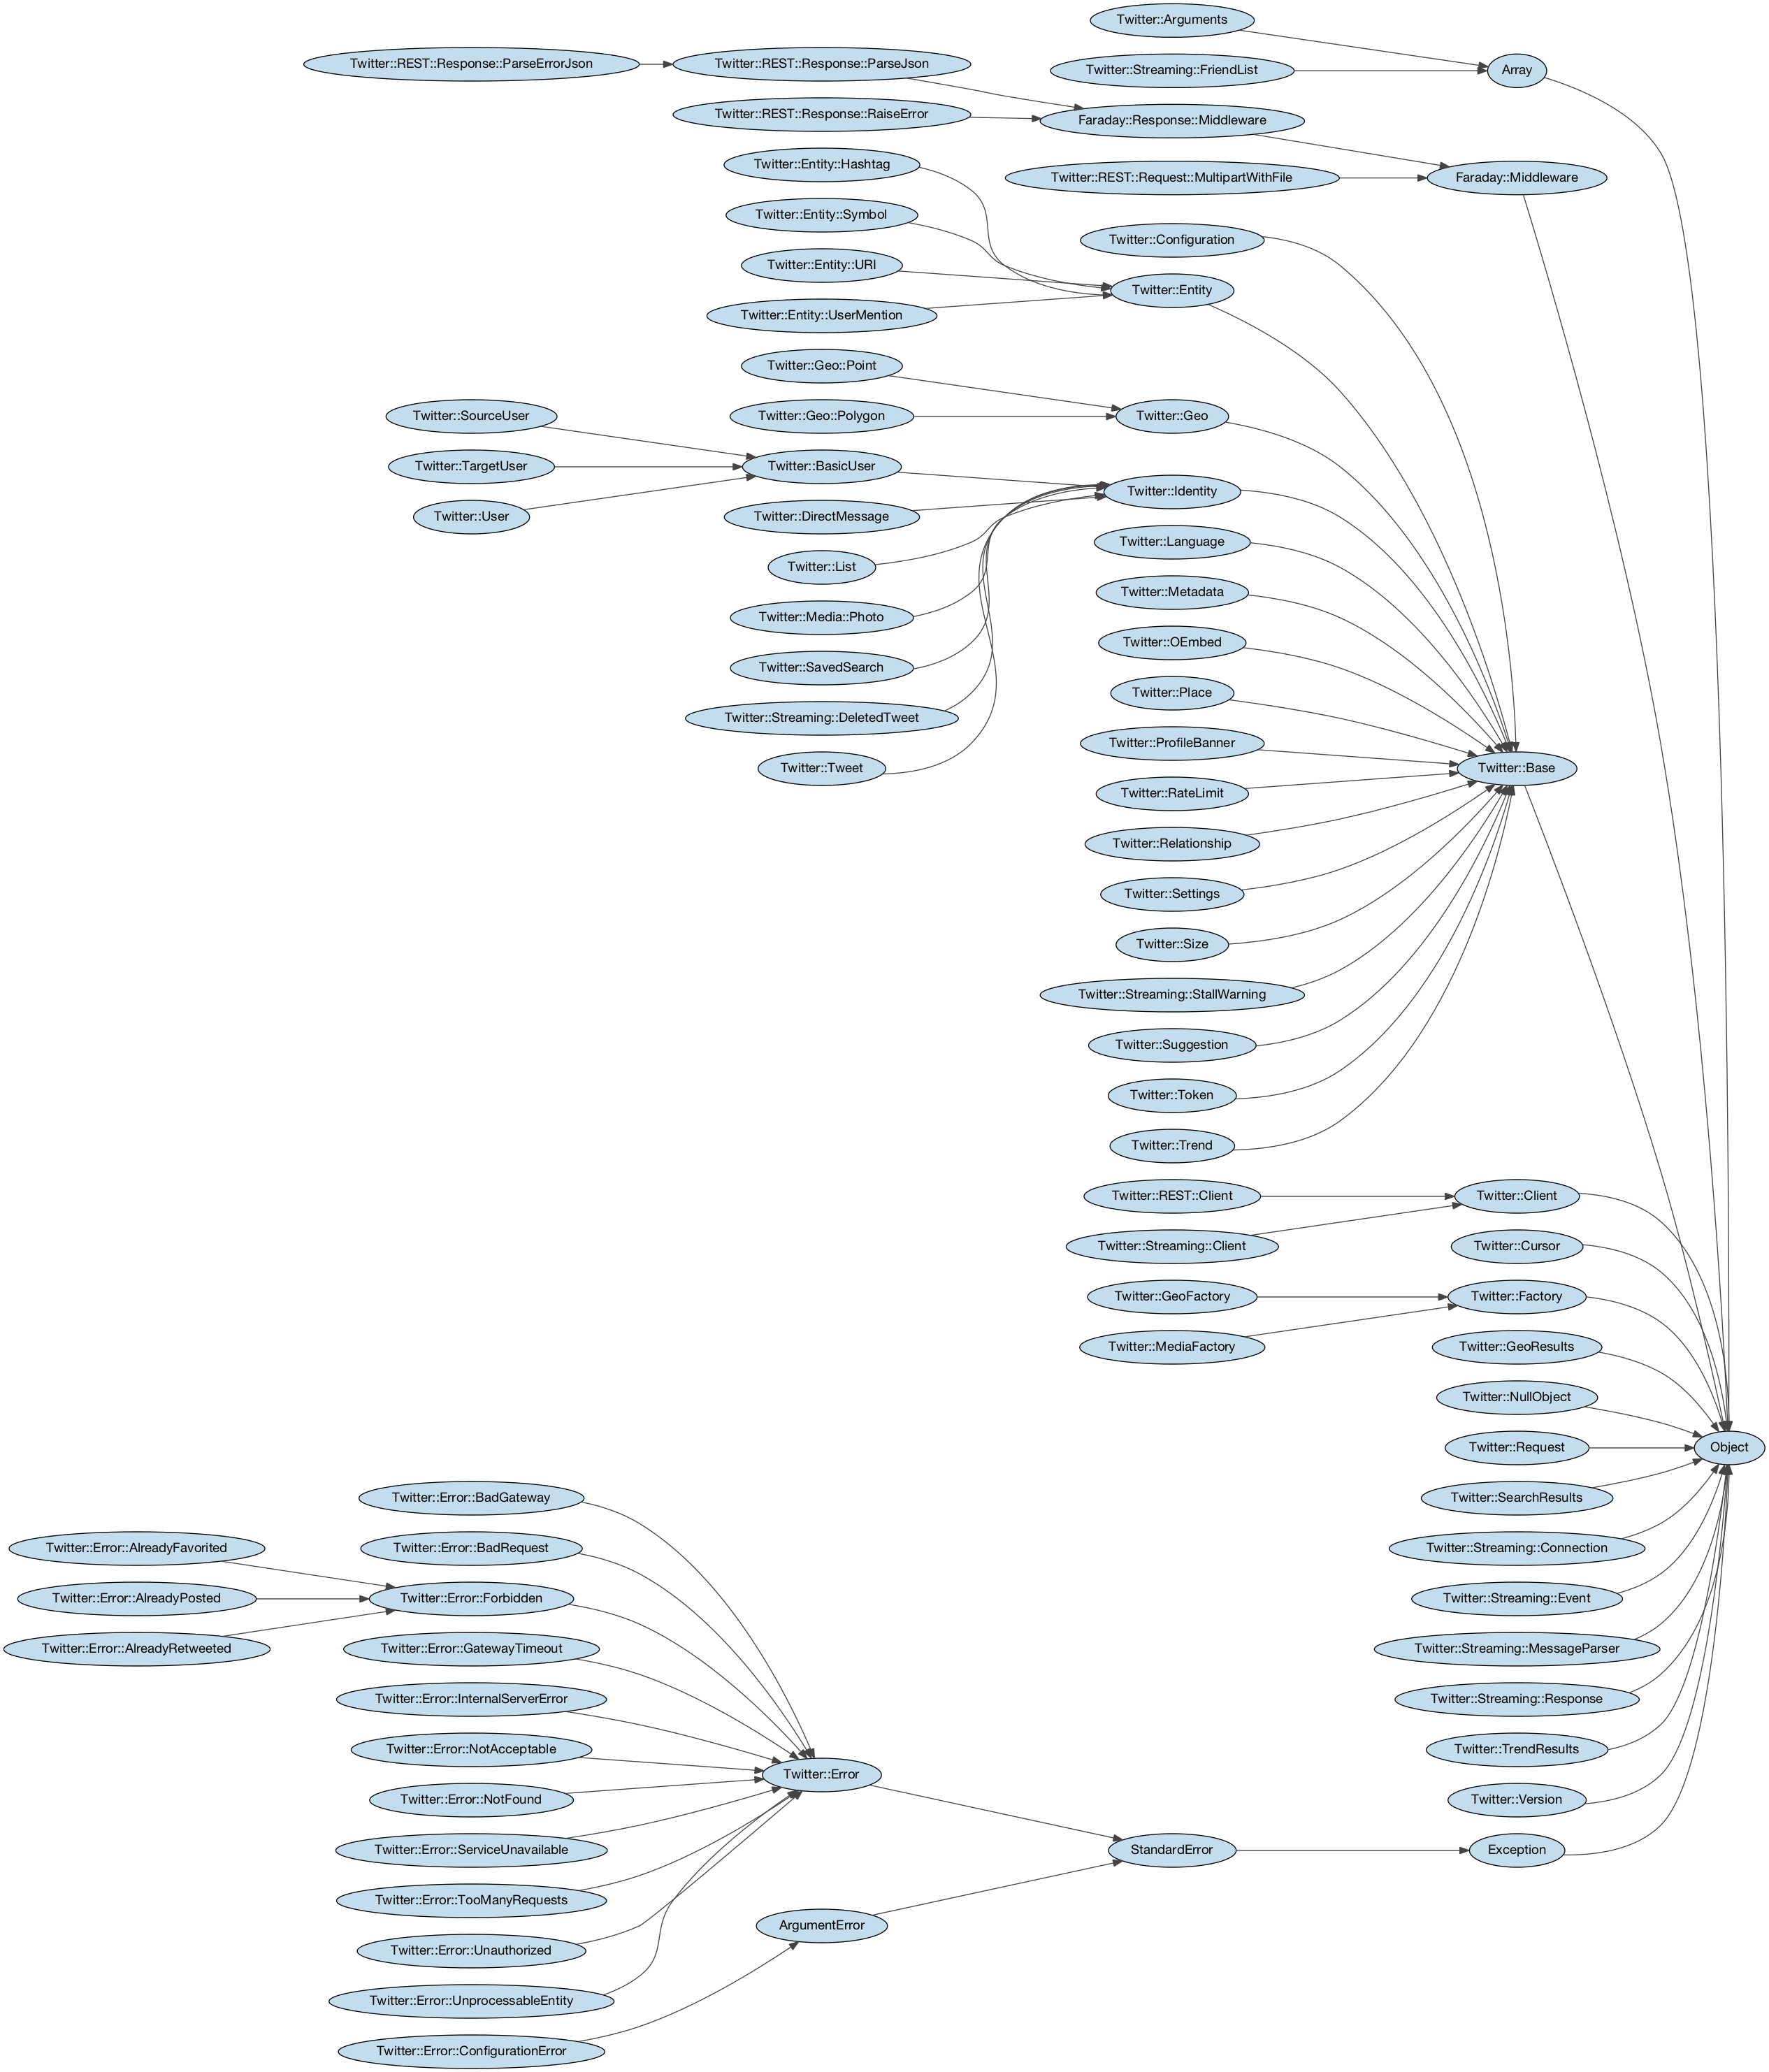 Twitter::Arguments
Twitter::REST::Response::ParseErrorJson
Twitter::REST::Response::ParseJson
Twitter::Streaming::FriendList
Array
Twitter::REST::Response::RaiseError
Faraday::Response::Middleware
Twitter::Entity::Hashtag
Twitter::REST::Request::MultipartWithFile
Faraday::Middleware
Twitter::Entity::Symbol
Twitter::Configuration
Twitter::Entity::URI
Twitter::Entity
Twitter::Entity::UserMention
Twitter::Geo::Point
Twitter::SourceUser
Twitter::Geo::Polygon
Twitter::Geo
Twitter::TargetUser
Twitter::BasicUser
Twitter::Identity
Twitter::User
Twitter::DirectMessage
Twitter::Language
Twitter::List
Twitter::Metadata
Twitter::Media::Photo
Twitter::OEmbed
Twitter::SavedSearch
Twitter::Place
Twitter::Streaming::DeletedTweet
Twitter::ProfileBanner
Twitter::Tweet
Twitter::Base
Twitter::RateLimit
Twitter::Relationship
Twitter::Settings
Twitter::Size
Twitter::Streaming::StallWarning
Twitter::Suggestion
Twitter::Token
Twitter::Trend
Twitter::REST::Client
Twitter::Client
Twitter::Streaming::Client
Twitter::Cursor
Twitter::GeoFactory
Twitter::Factory
Twitter::MediaFactory
Twitter::GeoResults
Twitter::NullObject
Twitter::Request
Object
Twitter::Error::BadGateway
Twitter::SearchResults
Twitter::Error::AlreadyFavorited
Twitter::Error::BadRequest
Twitter::Streaming::Connection
Twitter::Error::AlreadyPosted
Twitter::Error::Forbidden
Twitter::Streaming::Event
Twitter::Error::AlreadyRetweeted
Twitter::Error::GatewayTimeout
Twitter::Streaming::MessageParser
Twitter::Error::InternalServerError
Twitter::Streaming::Response
Twitter::Error::NotAcceptable
Twitter::TrendResults
Twitter::Error
Twitter::Error::NotFound
Twitter::Version
Twitter::Error::ServiceUnavailable
StandardError
Exception
Twitter::Error::TooManyRequests
ArgumentError
Twitter::Error::Unauthorized
Twitter::Error::UnprocessableEntity
Twitter::Error::ConfigurationError